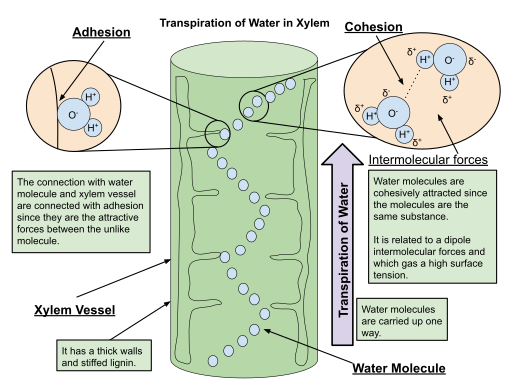 Transpiration of Water in Xylem
Adhesion
H⁺
O⁻
H⁺
Cohesion
δ⁺
H⁺
O⁻
δ⁻
δ⁻
H⁺
δ⁺
δ⁺
H⁺
O⁻
H⁺
δ⁺
Intermolecular forces
The connection with water
molecule and xylem vessel
are connected with adhesion
since they are the attractive
forces between the unlike
molecule.
Water molecules are
cohesively attracted since
the molecules are the
same substance.
It is related to a dipole
intermolecular forces and
which gas a high surface
tension.
Transpiration of Water
Water molecules
are carried up one
way.
Xylem Vessel
It has a thick walls
and stiffed lignin.
Water Molecule